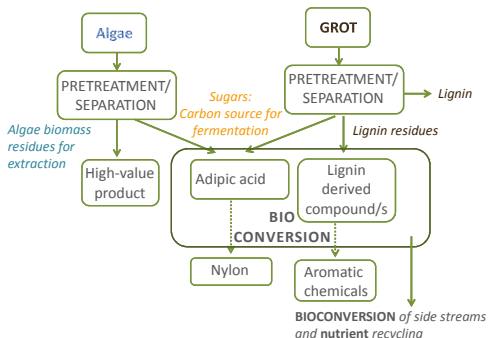 Algae
GROT
PRETREATMENT/
SEPARATION
Sugars:
Carbon source for
fermentation
PRETREATMENT/
SEPARATION
Lignin
Algae biomass
residues for
extraction
Lignin residues
High-value
product
Adipic acid
Lignin
derived
compound/s
BIO
CONVERSION
Nylon
Aromatic
chemicals
BIOCONVERSION of side streams
and nutrient recycling